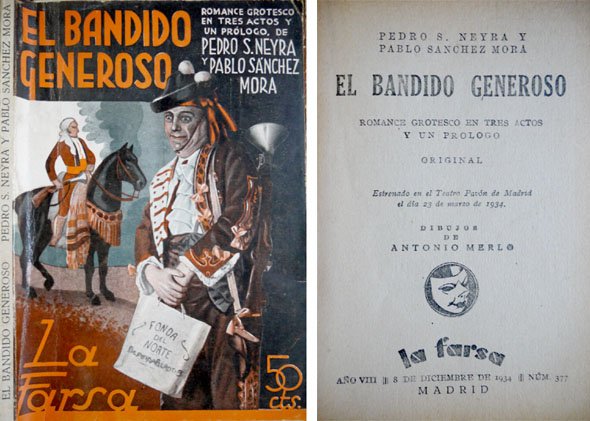 EL BANDIDO GENEROSO PEDRO S. NEYRA Y PABLO SANCHEZ MORA
EL BANDIDO
GENEROSO
ROMANCE GROTESCO
EN TRES ACTOS Y
UN PRÓLOGO, DE
PEDRO S. NEYRA
Y PABLO SÁNCHEZ
MORA
FONDA
DEL
NORTE
La
Farsa
50
cts.
PEDRO S. NEYRA Y
PABLO SANCHEZ MORA
EL BANDIDO GENEROSO
ROMANCE GROTESCO EN TRES ACTOS
Y UN PROLOGO
ORIGINAL
Estrenado en el Teatro Pavón de Madrid
el día 23 de marzo de 1934.
DIBUJOS
DE
ANTONIO MERLO
la farsa
AÑO VIII || 8 DE DICIEMBRE DE 1934 || NÚM. 377
MADRID